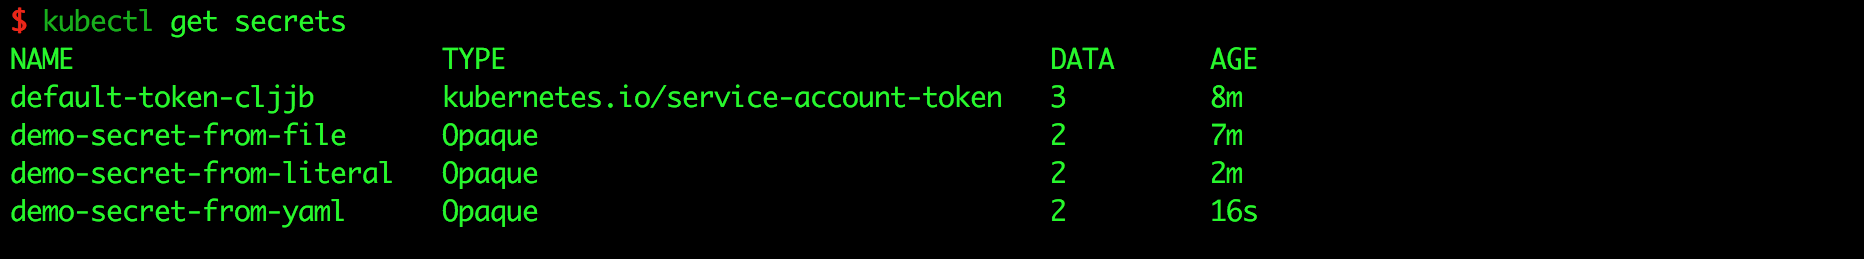 $ kubectl get secrets
NAME TYPE DATA AGE
default-token-cljjb kubernetes.io/service-account-token 3 8m
demo-secret-from-file Opaque 2 7m
demo-secret-from-literal Opaque 2 2m
demo-secret-from-yaml Opaque 2 16s